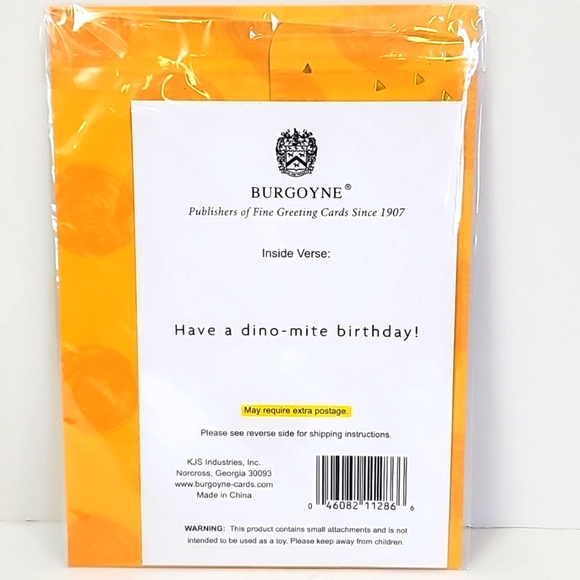 BURGOYNE®
Publishers of Fine Greeting Cards Since 1907
Inside Verse:
Have a dino-mite birthday!
May require extra postage.
Please see reverse side for shipping instructions.
KJS Industries, Inc.
Norcross, Georgia 30093
www.burgoyne-cards.com
Made in China
0 46082 11286 6
WARNING: This product contains small attachments and is not
intended to be used as a toy. Please keep away from children.